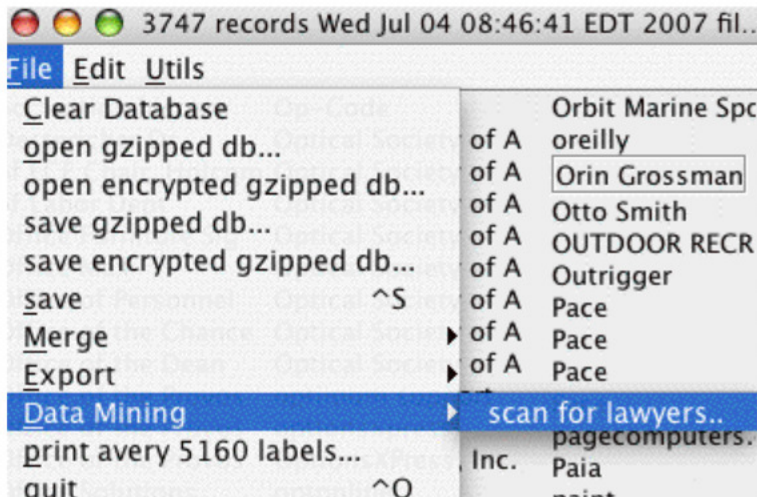 3747 records Wed Jul 04 08:46:41 EDT 2007 fil...
File Edit Utils
Clear Database
open gzipped db...
open encrypted gzipped db...
save gzipped db...
save encrypted gzipped db...
save ^S
Merge
Export
Data Mining
print avery 5160 labels...
quit ^Q
scan for lawyers..
of A
of A
of A
of A
of A
of A
of A
of A
Inc.
Orbit Marine Spo
oreilly
Orin Grossman
Otto Smith
OUTDOOR RECR
Outrigger
Pace
Pace
Pace
pagecomputers.
Paia
paint